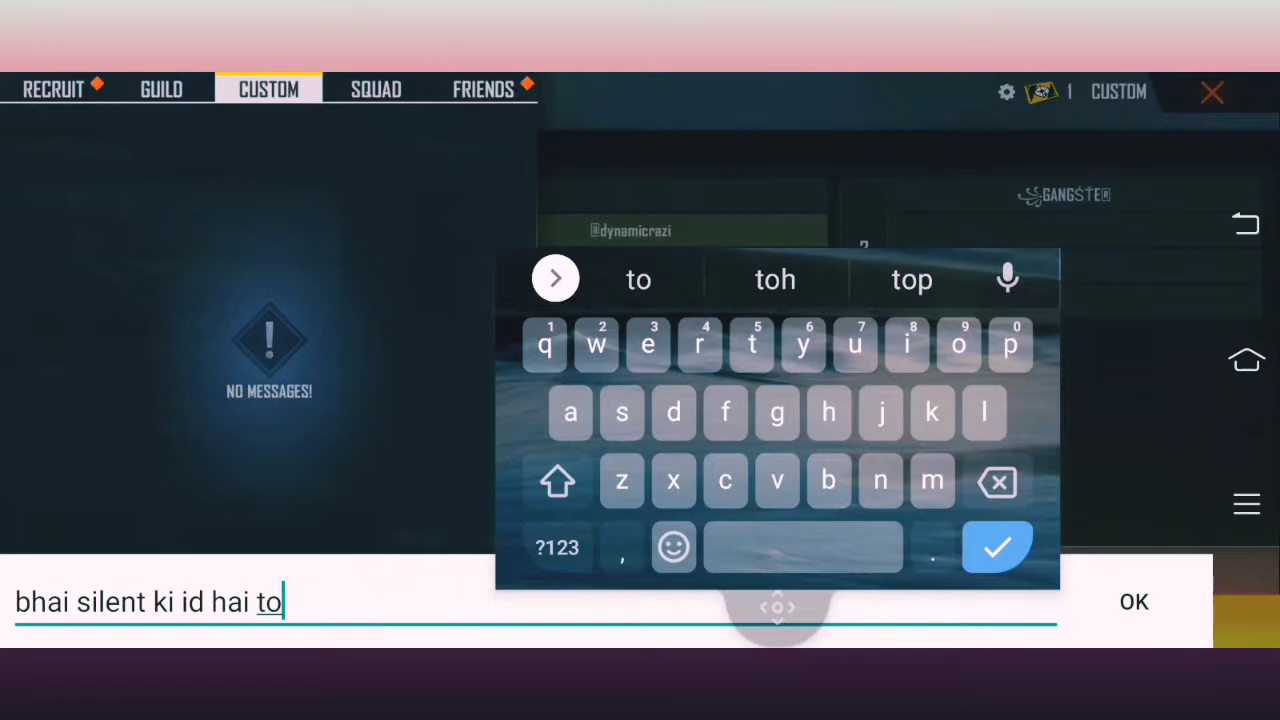 RECRUIT GUILD CUSTOM SQUAD FRIENDS
1 CUSTOM
GANGSTER
@dynamicrazi
NO MESSAGES!
to toh top
1 2 3 4 5 6 7 8 9 0
q w e r t y u i o p
a s d f g h j k l
z x c v b n m
?123 , .
bhai silent ki id hai to
OK